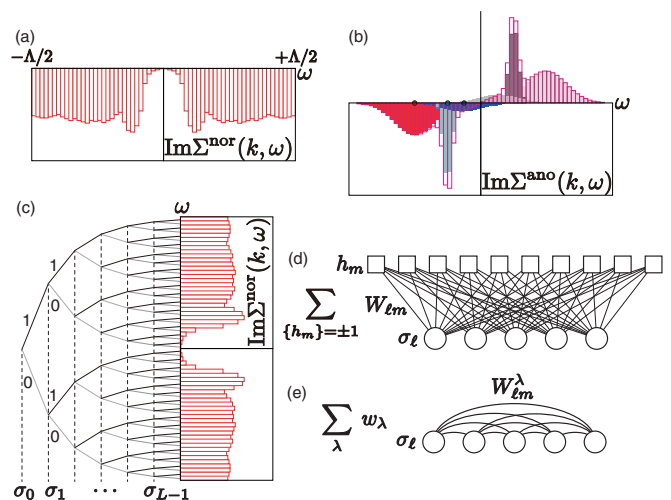 (a)
−Λ/2
+Λ/2
ω
ImΣ^nor(k, ω)
(b)
ω
ImΣ^ano(k, ω)
(c)
ω
ImΣ^nor(k, ω)
1
1
0
0
1
0
σ_0 σ_1 ⋯ σ_{L−1}
(d)
h_m
W_{ℓm}
∑_{{h_m}=±1}
σ_ℓ
(e)
W^λ_{ℓm}
∑_λ w_λ
σ_ℓ